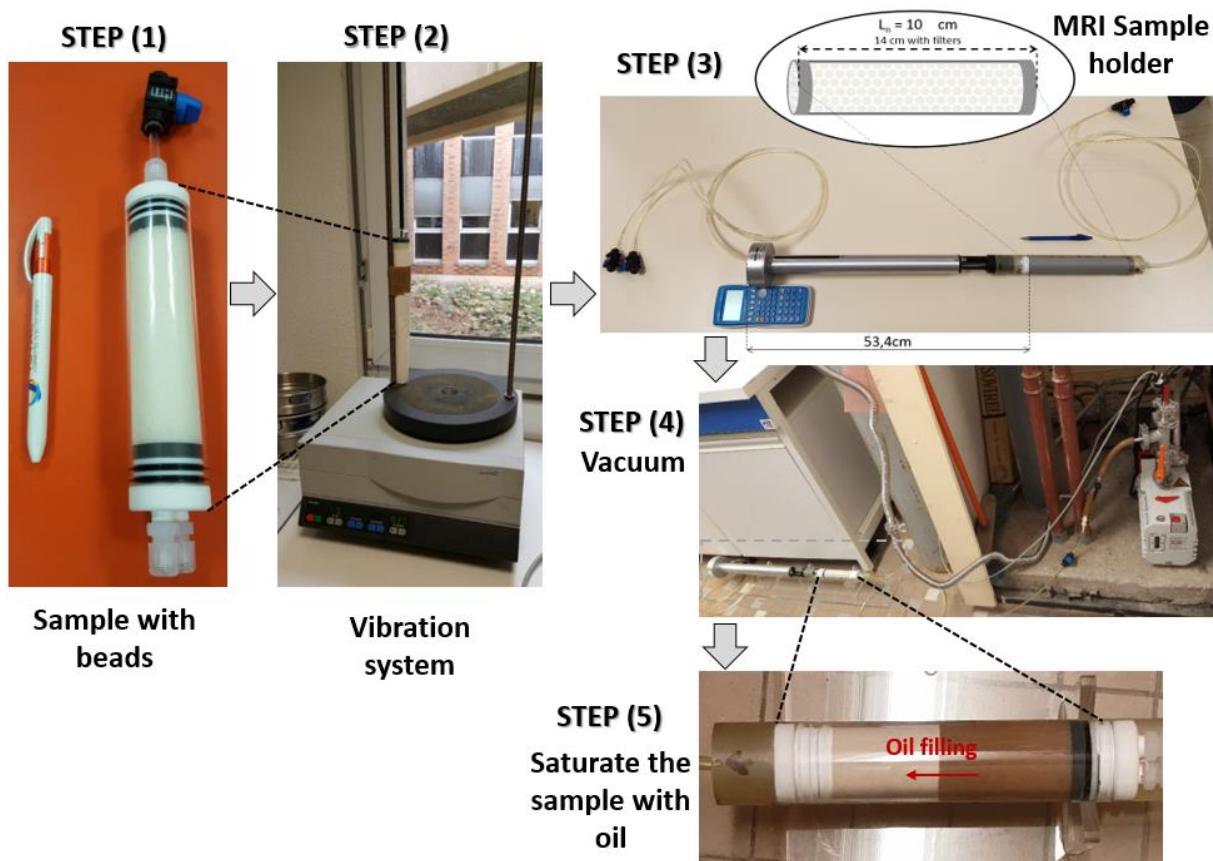 STEP (1)
STEP (2)
STEP (3)
Lₙ = 10 cm
14 cm with filters
MRI Sample
holder
53,4cm
STEP (4)
Vacuum
Sample with
beads
Vibration
system
STEP (5)
Saturate the
sample with
oil
Oil filling